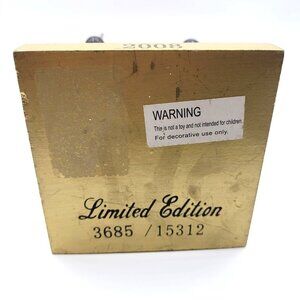 2008
WARNING
This is not a toy and not intended for children.
For decorative use only.
Limited Edition
3685 / 15312